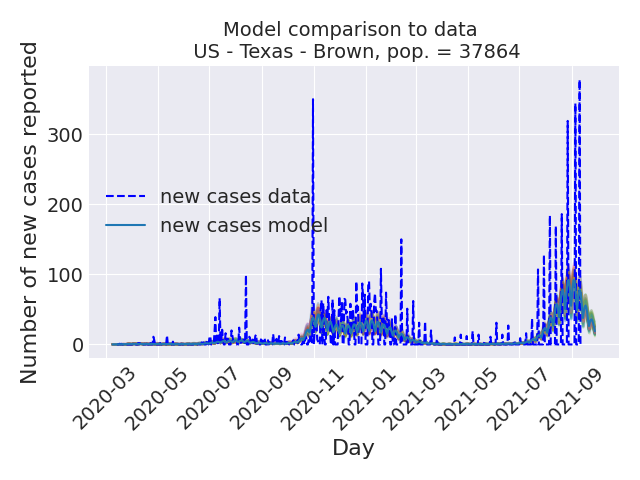 Model comparison to data
US - Texas - Brown, pop. = 37864
Number of new cases reported
300
200
100
0
new cases data
new cases model
2020-03
2020-05
2020-07
2020-09
2020-11
2021-01
2021-03
2021-05
2021-07
2021-09
Day